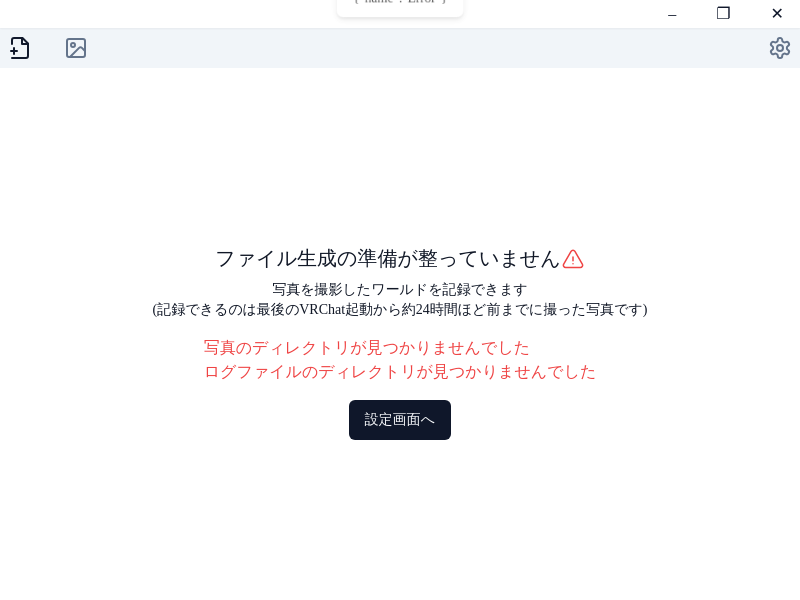 ファイル生成の準備が整っていません
写真を撮影したワールドを記録できます
(記録できるのは最後のVRChat起動から約24時間ほど前までに撮った写真です)
写真のディレクトリが見つかりませんでした
ログファイルのディレクトリが見つかりませんでした
設定画面へ